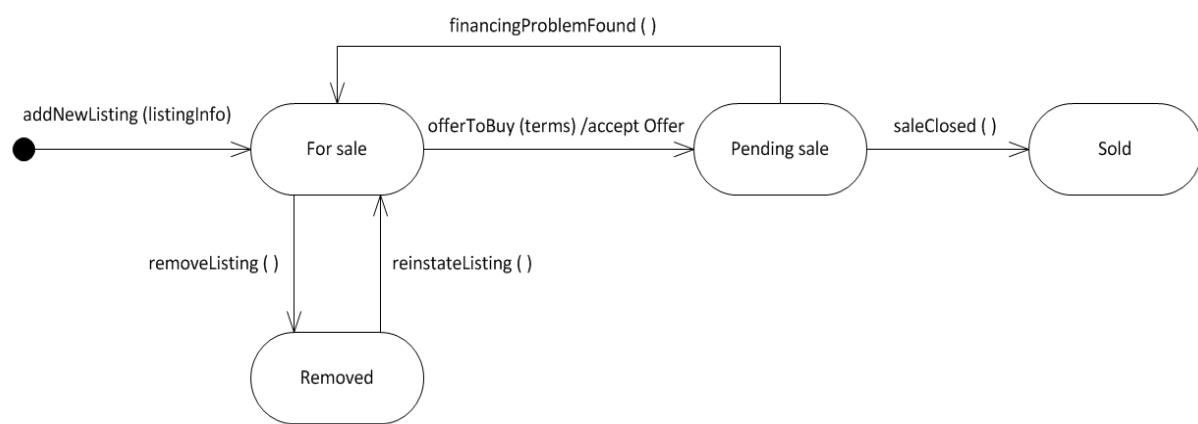 financingProblemFound ( )
addNewListing (listingInfo)
offerToBuy (terms) /accept Offer
saleClosed ( )
For sale
Pending sale
Sold
removeListing ( )
reinstateListing ( )
Removed